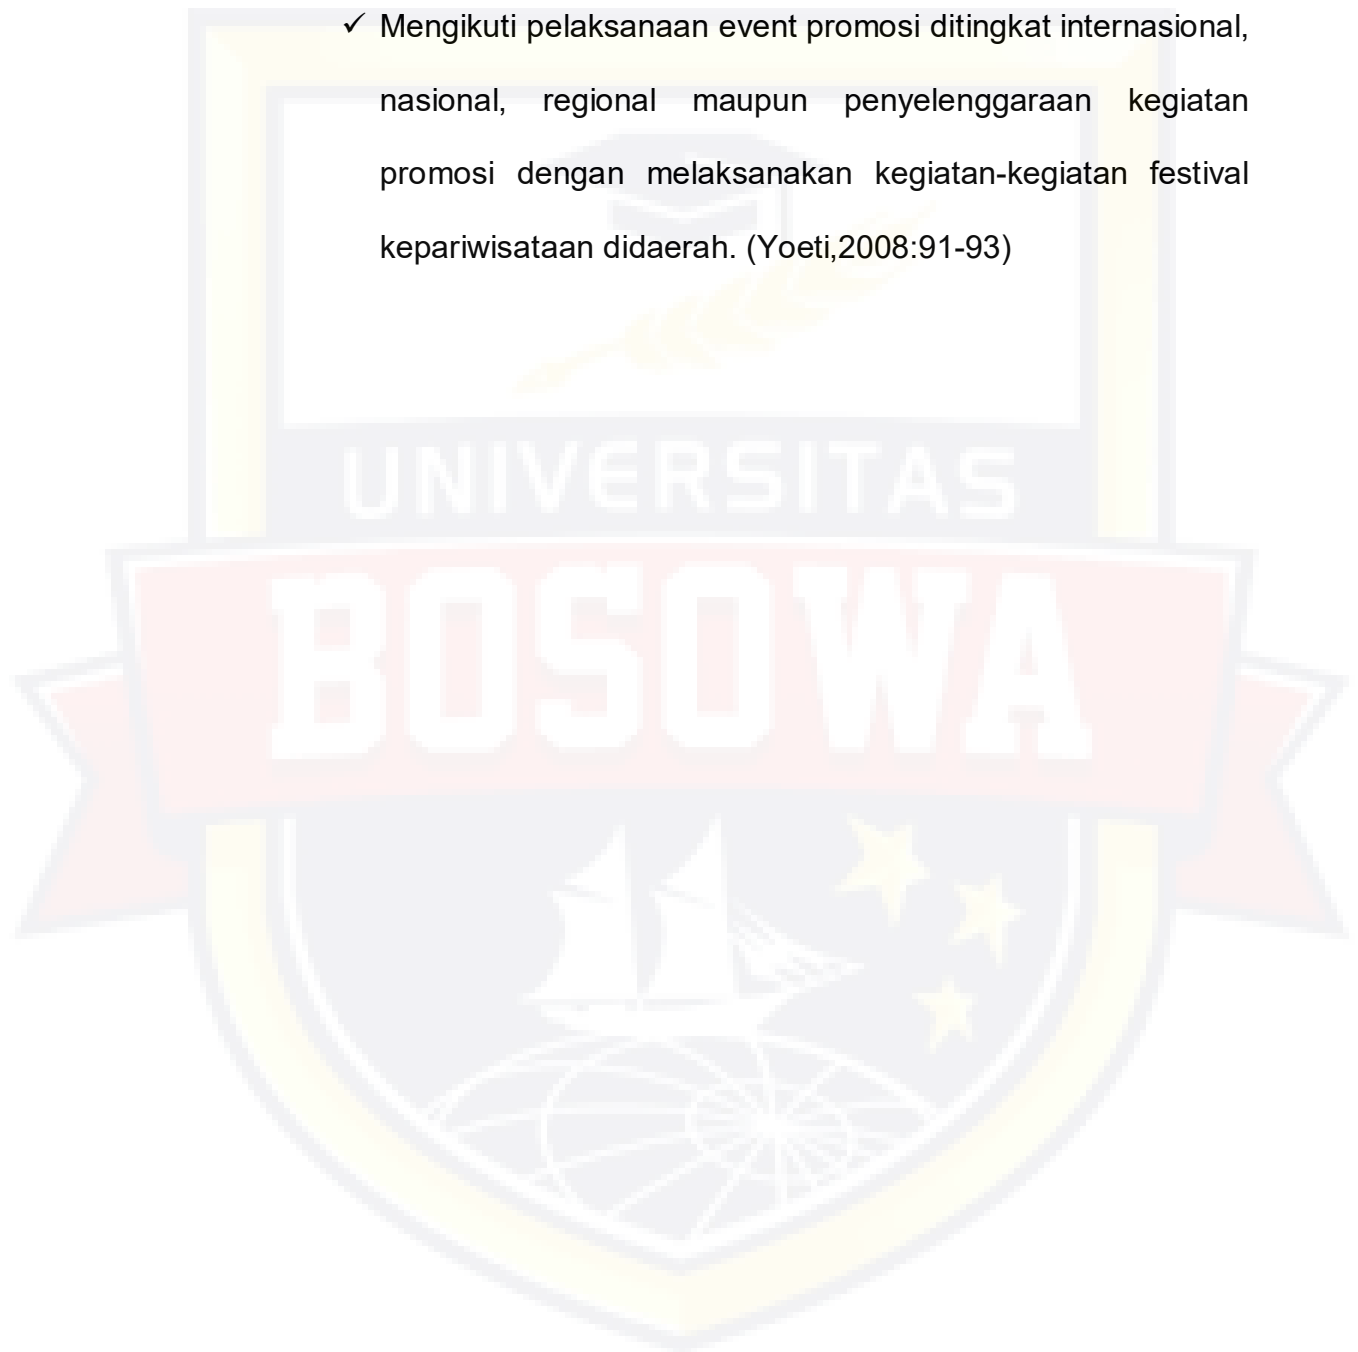 ✓ Mengikuti pelaksanaan event promosi ditingkat internasional,
nasional, regional maupun penyelenggaraan kegiatan
promosi dengan melaksanakan kegiatan-kegiatan festival
kepariwisataan didaerah. (Yoeti,2008:91-93)
UNIVERSITAS
BOSOWA